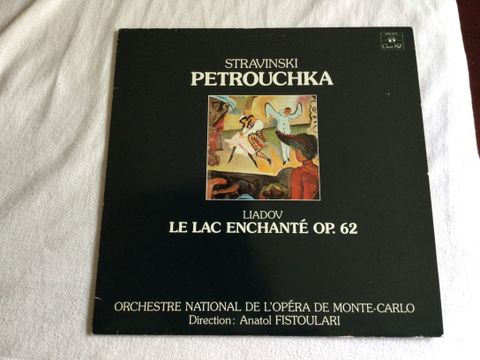 STRAVINSKI
PETROUCHKA
LIADOV
LE LAC ENCHANTÉ OP. 62
ORCHESTRE NATIONAL DE L'OPÉRA DE MONTE-CARLO
Direction: Anatol FISTOULARI